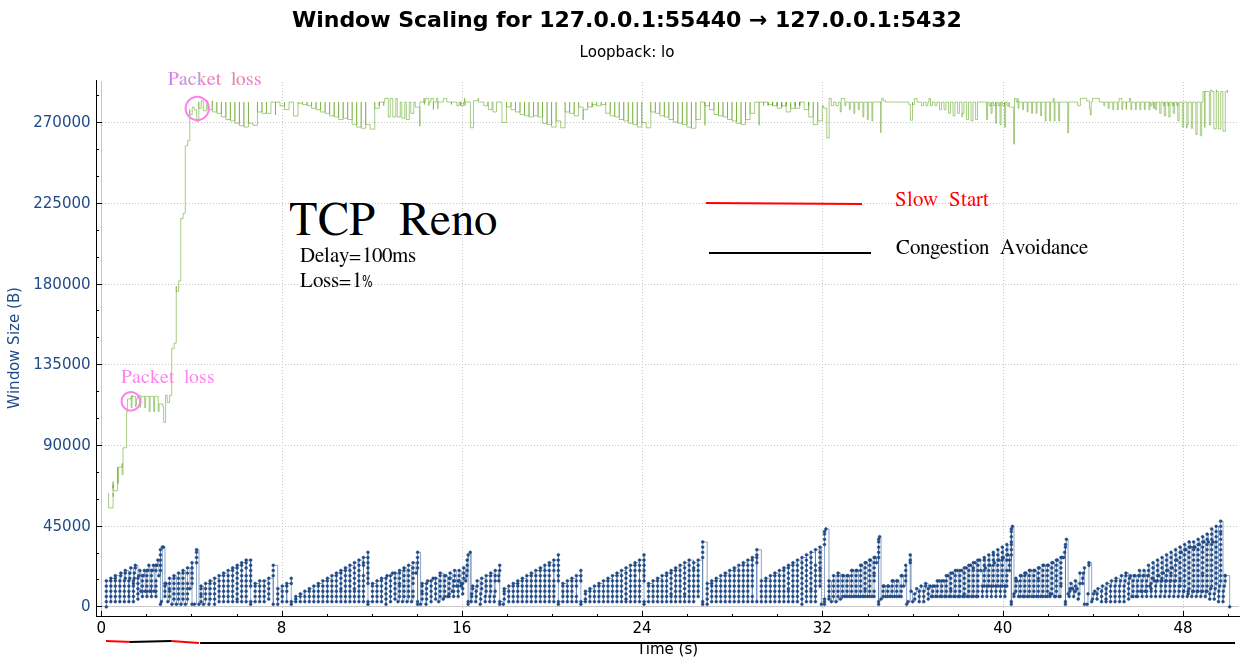 Window Scaling for 127.0.0.1:55440 → 127.0.0.1:5432
Loopback: lo
Packet loss
270000
225000
Slow Start
TCP Reno
Congestion Avoidance
Delay=100ms
Loss=1%
180000
Window Size (B)
135000
Packet loss
90000
45000
0
0 8 16 24 32 40 48
Time (s)